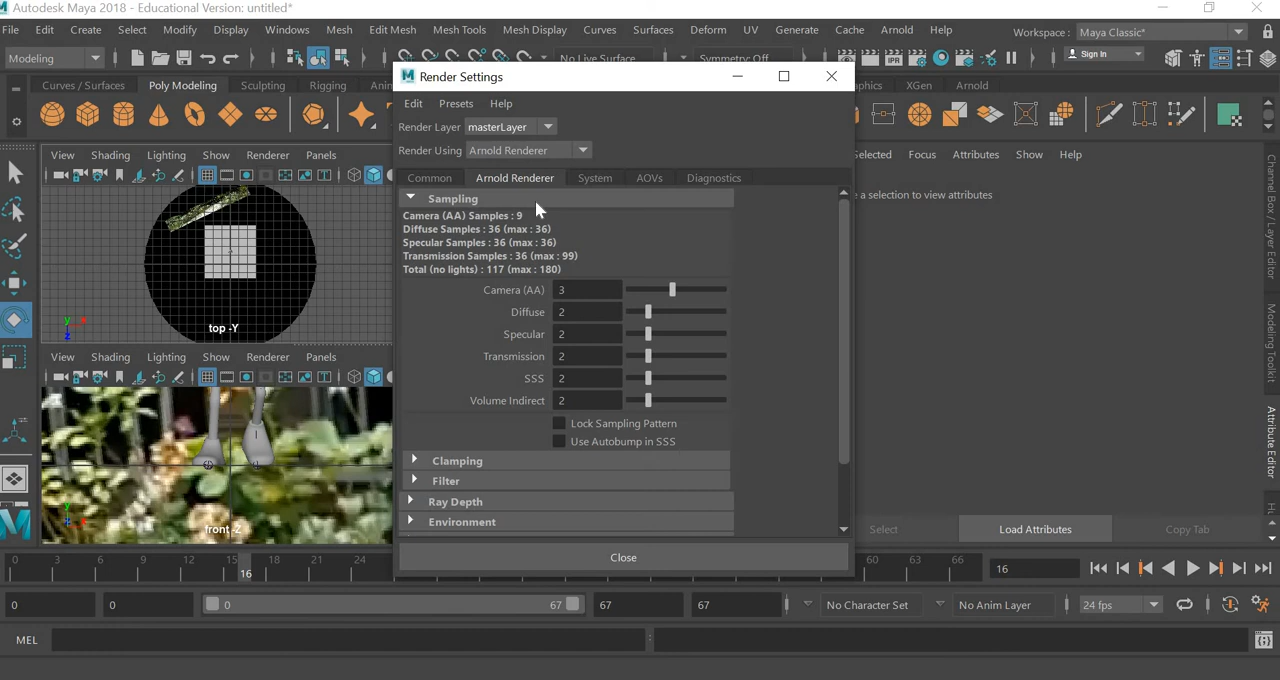 Autodesk Maya 2018 - Educational Version: untitled*
File Edit Create Select Modify Display Windows Mesh Edit Mesh Mesh Tools Mesh Display Curves Surfaces Deform UV Generate Cache Arnold Help Workspace : Maya Classic*
Modeling No Live Surface Symmetry: Off Sign In
Curves / Surfaces Poly Modeling Sculpting Rigging XGen Arnold
Render Settings
Edit Presets Help
Render Layer masterLayer
Render Using Arnold Renderer
Common Arnold Renderer System AOVs Diagnostics
Sampling
Camera (AA) Samples : 9
Diffuse Samples : 36 (max : 36)
Specular Samples : 36 (max : 36)
Transmission Samples : 36 (max : 99)
Total (no lights) : 117 (max : 180)
Camera (AA) 3
Diffuse 2
Specular 2
Transmission 2
SSS 2
Volume Indirect 2
Lock Sampling Pattern
Use Autobump in SSS
Clamping
Filter
Ray Depth
Environment
Close
View Shading Lighting Show Renderer Panels
y x z
top -Y
View Shading Lighting Show Renderer Panels
y x z
front -Z
Focus Attributes Show Help
e a selection to view attributes
Select Load Attributes Copy Tab
Channel Box / Layer Editor
Modeling Toolkit
Attribute Editor
0 3 6 9 12 15 16 18 21 24 60 63 66 16
0 0 0 67 67 67 No Character Set No Anim Layer 24 fps
MEL